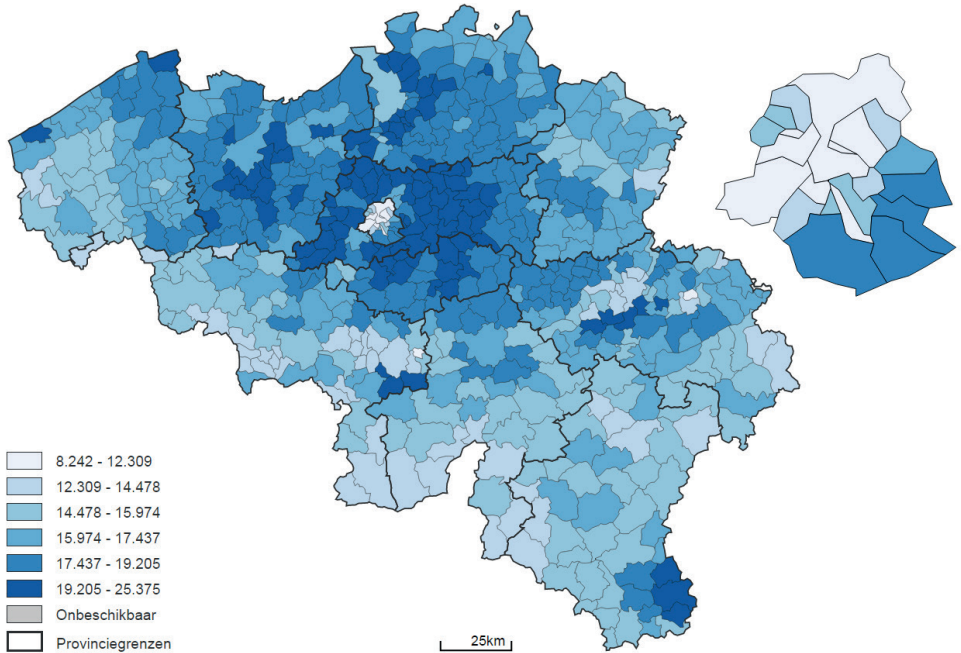 8.242 - 12.309
12.309 - 14.478
14.478 - 15.974
15.974 - 17.437
17.437 - 19.205
19.205 - 25.375
Onbeschikbaar
Provinciegrenzen
25km